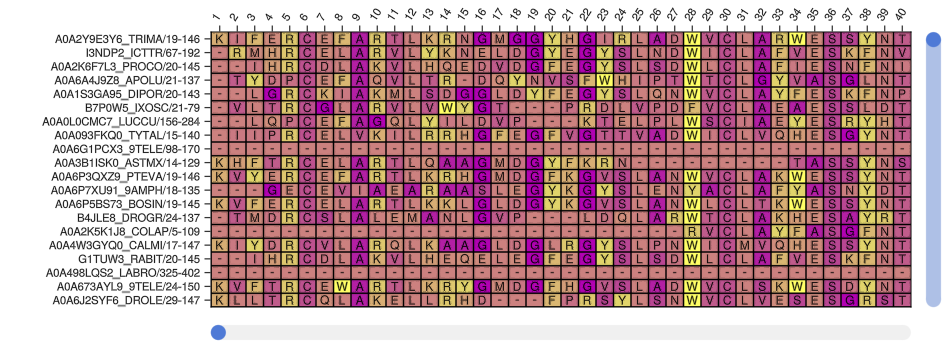 1 2 3 4 5 6 7 8 9 10 11 12 13 14 15 16 17 18 19 20 21 22 23 24 25 26 27 28 29 30 31 32 33 34 35 36 37 38 39 40
A0A2Y9E3Y6_TRIMA/19-146 K I F E R C E F A R T L K R N G M G G Y H G I R L A D W V C L A R W E S S Y N T
I3NDP2_ICTTR/67-192 - R M H R C E L A R I L Y K N E L D G Y E G Y S L S D W V C L A F V E S K F N V
A0A2K6F7L3_PROCO/20-145 - - I H R C D L A K V L H Q E D V D G F E G Y S L S D W L C L A F I E S N F N I
A0A6A4J9Z8_APOLU/21-137 - T Y D P C E F A Q V L T R - D Q Y N V S F W H I P T W T C L G Y V A S G L N T
A0A1S3GA95_DIPOR/20-143 - - - G R C K I A K M L S D G G L D Y F E G Y S L Q N W V C L A Y F E S K F N P
B7P0W5_IXOSC/21-79 - V L T R C G L A R V L V W Y G T - - - P R D L V P D F V C L A E A E S S L D T
A0A0L0CMC7_LUCCU/156-284 - - L Q P C E F A G Q L Y I L D V P - - - K T E L P L W S C I A E Y E S R Y H T
A0A093FKQ0_TYTAL/15-140 - - I P R C E L V K I L R R H G F E G F V G T T V A D W I C L V Q H E S G Y N T
A0A6G1PCX3_9TELE/98-170 - - - - - - - - - - - - - - - - - - - - - - - - - - - - - - - - - - - - - - - -
A0A3B1ISK0_ASTMX/14-129 K H F T R C E L A R T L Q A A G M D G Y F K R N - - - - - - - - - T A S S Y N S
A0A6P3QXZ9_PTEVA/19-146 K V Y E R C E F A R T L K R H G M D G Y K G V S L A N W V C L A K W E S S Y N T
A0A6P7XU91_9AMPH/18-135 - - - G E C E V I A E A R A A S L E G Y K G Y S L E N Y A C L A F Y A S N Y D T
A0A6P5BS73_BOSIN/19-145 K V F E R C E L A R T L K K L G L D G Y K G V S L A N W L C L T K W E S S Y N T
B4JLE8_DROGR/24-137 - T M D R C S L A L E M A N L G V P - - - L D Q L A R W T C L A K H E S A Y R T
A0A2K5K1J8_COLAP/5-109 - - - - - - - - - - - - - - - - - - - - - - - - - - - R V C L A Y F A S G F N T
A0A4W3GYQ0_CALMI/17-147 K I Y D R C V L A R Q L K A A G L D G L R G Y S L P N W I C M V Q H E S S Y N T
G1TUW3_RABIT/20-145 - - I H R C D L A K V L H E Q E L E G F E G Y S L S D W L C L A F V E S K F N T
A0A498LQS2_LABRO/325-402 - - - - - - - - - - - - - - - - - - - - - - - - - - - - - - - - - - - - - - - -
A0A673AYL9_9TELE/24-150 K V F T R C E W A R T L K R Y G M D G F H G V S L P N W V C L S K W E S D Y N T
A0A6J2SYF6_DROLE/29-147 K L L T R C Q L A K E L L R H D - - - F P R S Y L S N W V C L V E S E S G R S T